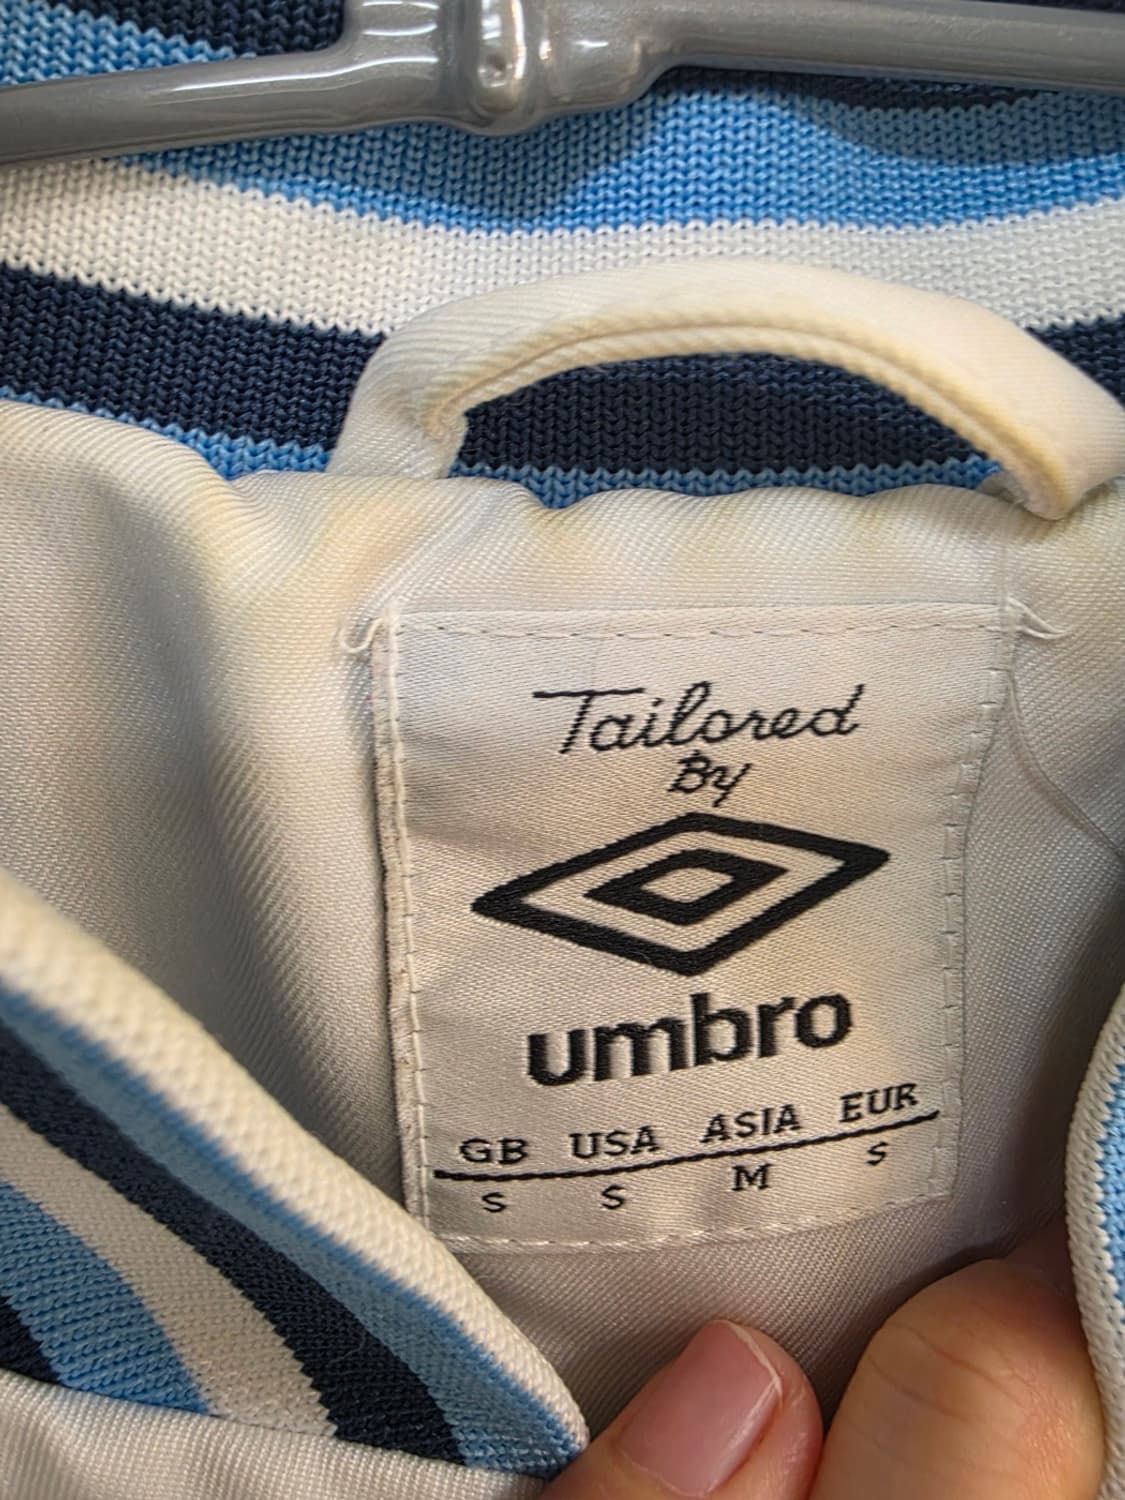 Tailored
By
umbro
GB USA ASIA EUR
S S M S